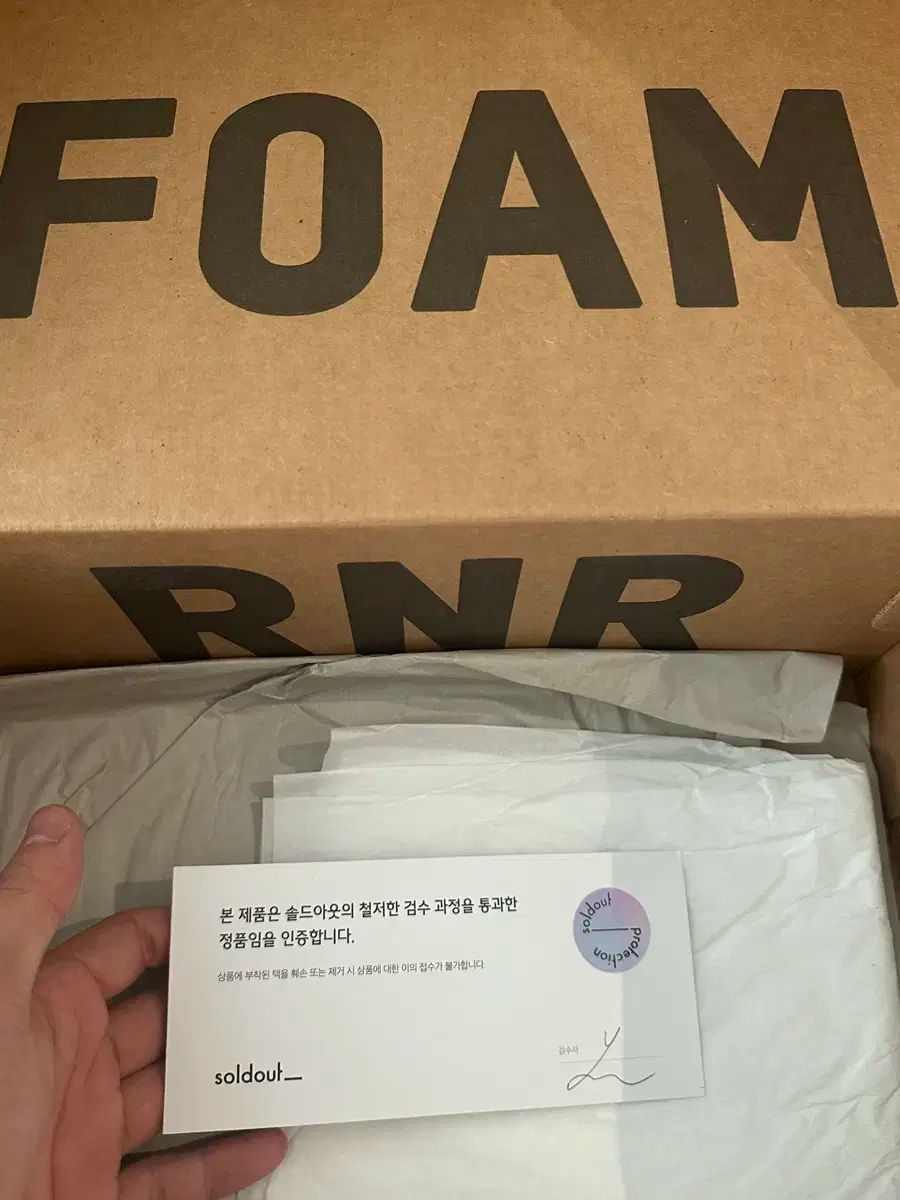 FOAM
RNR
본 제품은 솔드아웃의 철저한 검수 과정을 통과한
정품임을 인증합니다.
상품에 부착된 택을 훼손 또는 제거 시 상품에 대한 이의 접수가 불가합니다.
soldout
protection
검수자
soldout_